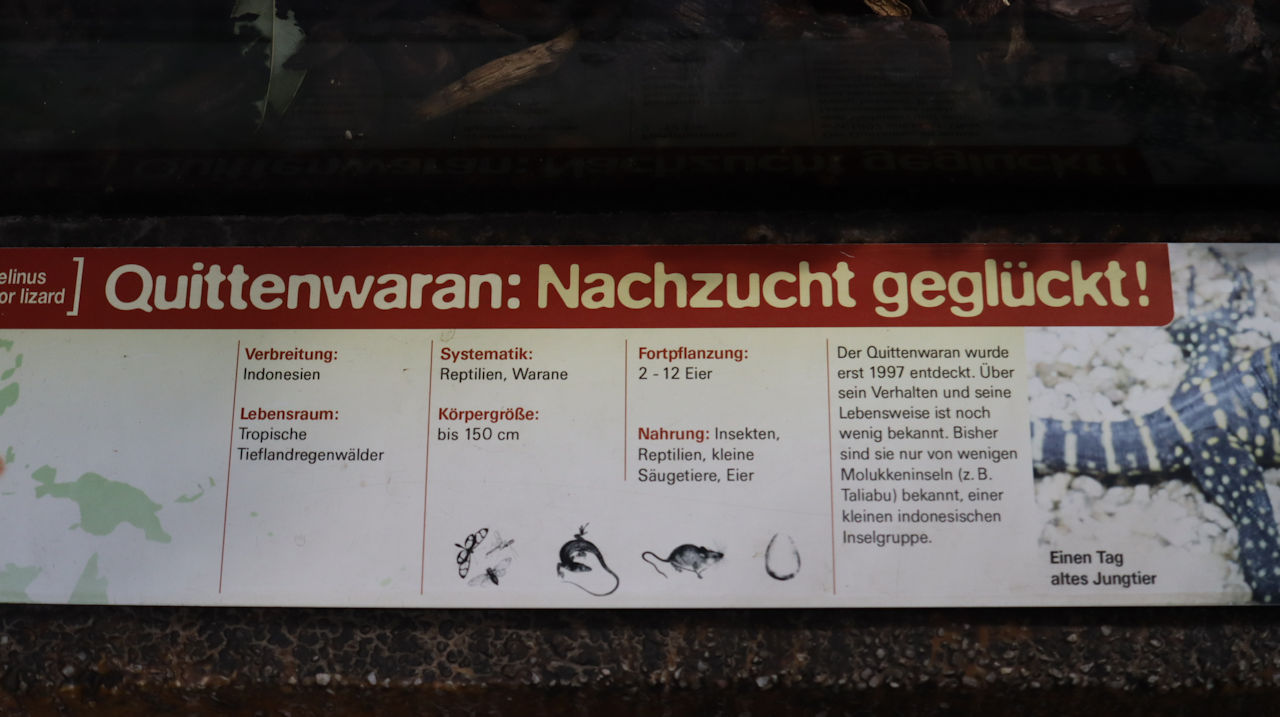 elinus
or lizard]
Quittenwaran: Nachzucht geglückt!
Verbreitung:
Indonesien
Lebensraum:
Tropische
Tieflandregenwälder
Systematik:
Reptilien, Warane
Körpergröße:
bis 150 cm
Fortpflanzung:
2 - 12 Eier
Nahrung: Insekten,
Reptilien, kleine
Säugetiere, Eier
Der Quittenwaran wurde
erst 1997 entdeckt. Über
sein Verhalten und seine
Lebensweise ist noch
wenig bekannt. Bisher
sind sie nur von wenigen
Molukkeninseln (z. B.
Taliabu) bekannt, einer
kleinen indonesischen
Inselgruppe.
Einen Tag
altes Jungtier